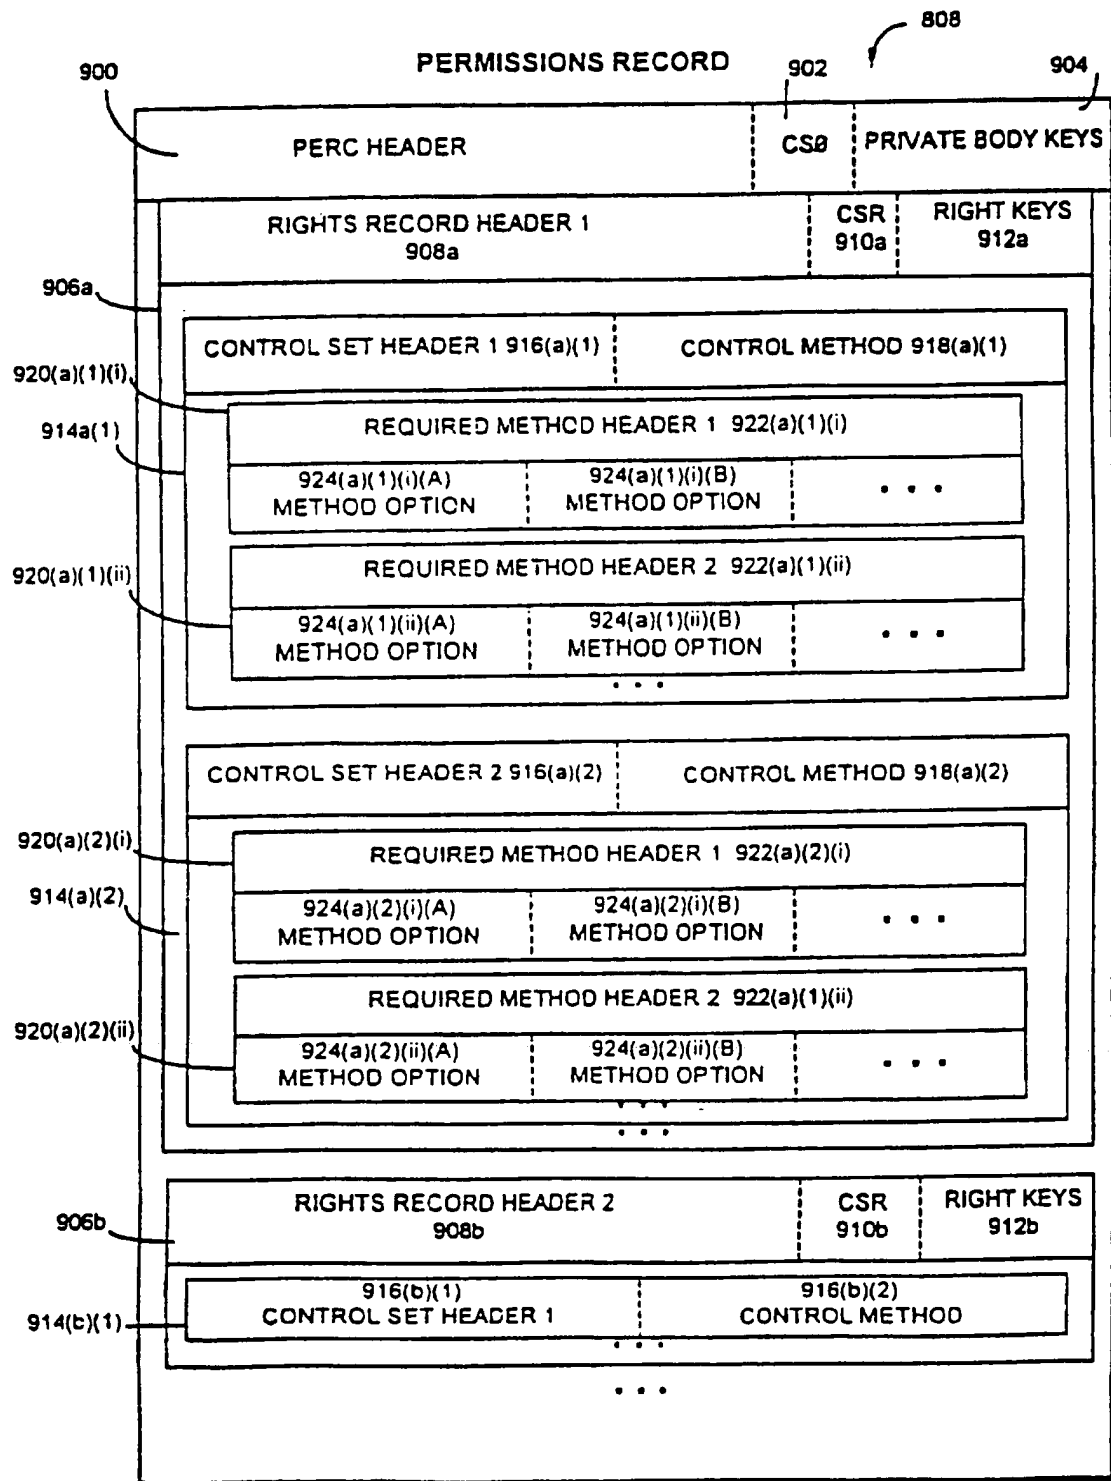 808
PERMISSIONS RECORD
900
902
904
PERC HEADER
CSØ
PRIVATE BODY KEYS
RIGHTS RECORD HEADER 1
908a
CSR
910a
RIGHT KEYS
912a
906a
CONTROL SET HEADER 1 916(a)(1)
CONTROL METHOD 918(a)(1)
920(a)(1)(i)
914a(1)
REQUIRED METHOD HEADER 1 922(a)(1)(i)
924(a)(1)(i)(A)
METHOD OPTION
924(a)(1)(i)(B)
METHOD OPTION
• • •
920(a)(1)(ii)
REQUIRED METHOD HEADER 2 922(a)(1)(ii)
924(a)(1)(ii)(A)
METHOD OPTION
924(a)(1)(ii)(B)
METHOD OPTION
• • •
• • •
CONTROL SET HEADER 2 916(a)(2)
CONTROL METHOD 918(a)(2)
920(a)(2)(i)
914(a)(2)
REQUIRED METHOD HEADER 1 922(a)(2)(i)
924(a)(2)(i)(A)
METHOD OPTION
924(a)(2)(i)(B)
METHOD OPTION
• • •
920(a)(2)(ii)
REQUIRED METHOD HEADER 2 922(a)(1)(ii)
924(a)(2)(ii)(A)
METHOD OPTION
924(a)(2)(ii)(B)
METHOD OPTION
• • •
• • •
• • •
906b
RIGHTS RECORD HEADER 2
908b
CSR
910b
RIGHT KEYS
912b
914(b)(1)
916(b)(1)
CONTROL SET HEADER 1
916(b)(2)
CONTROL METHOD
• • •
• • •